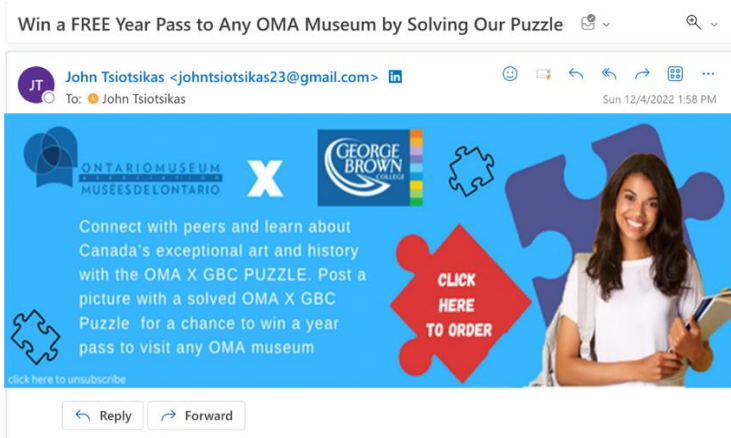 Win a FREE Year Pass to Any OMA Museum by Solving Our Puzzle
JT
John Tsiotsikas <johntsiotsikas23@gmail.com> in
To: John Tsiotsikas
Sun 12/4/2022 1:58 PM
ONTARIOMUSEUM
ASSOCIATION
MUSÉESDEL'ONTARIO
X
GEORGE
BROWN
COLLEGE
Connect with peers and learn about
Canada's exceptional art and history
with the OMA X GBC PUZZLE. Post a
picture with a solved OMA X GBC
Puzzle for a chance to win a year
pass to visit any OMA museum
CLICK
HERE
TO ORDER
click here to unsubscribe
Reply
Forward